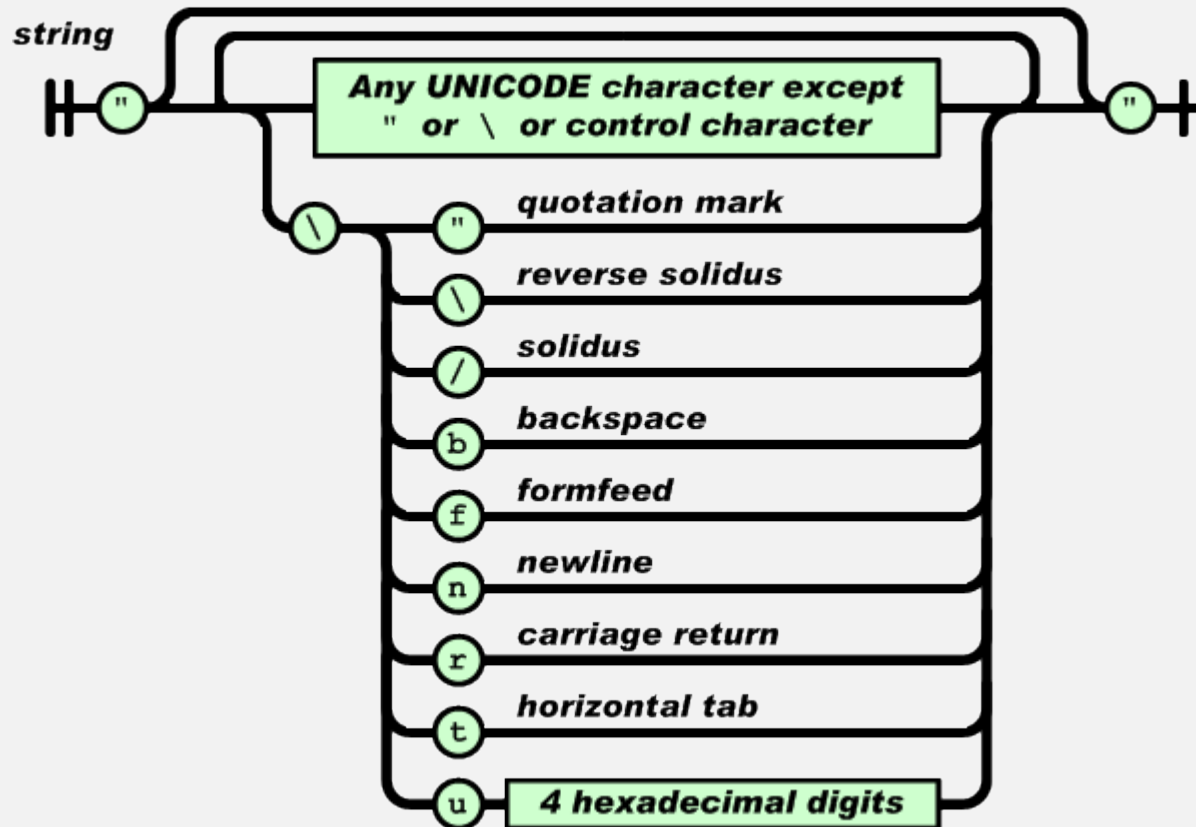 string
"
Any UNICODE character except
" or \ or control character
"
\
" quotation mark
\ reverse solidus
/ solidus
b backspace
f formfeed
n newline
r carriage return
t horizontal tab
u 4 hexadecimal digits